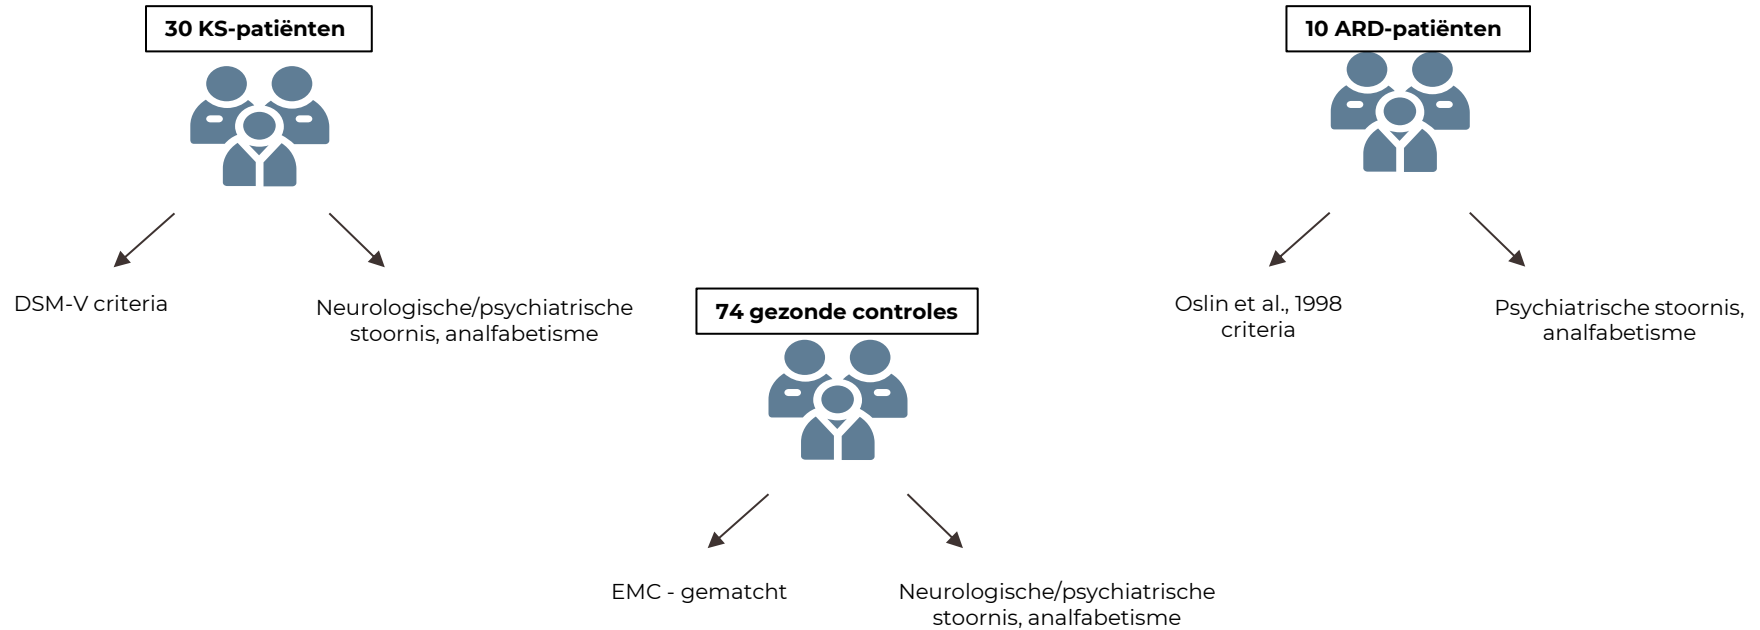 30 KS-patiënten
10 ARD-patiënten
DSM-V criteria
Neurologische/psychiatrische
stoornis, analfabetisme
74 gezonde controles
Oslin et al., 1998
criteria
Psychiatrische stoornis,
analfabetisme
EMC - gematcht
Neurologische/psychiatrische
stoornis, analfabetisme